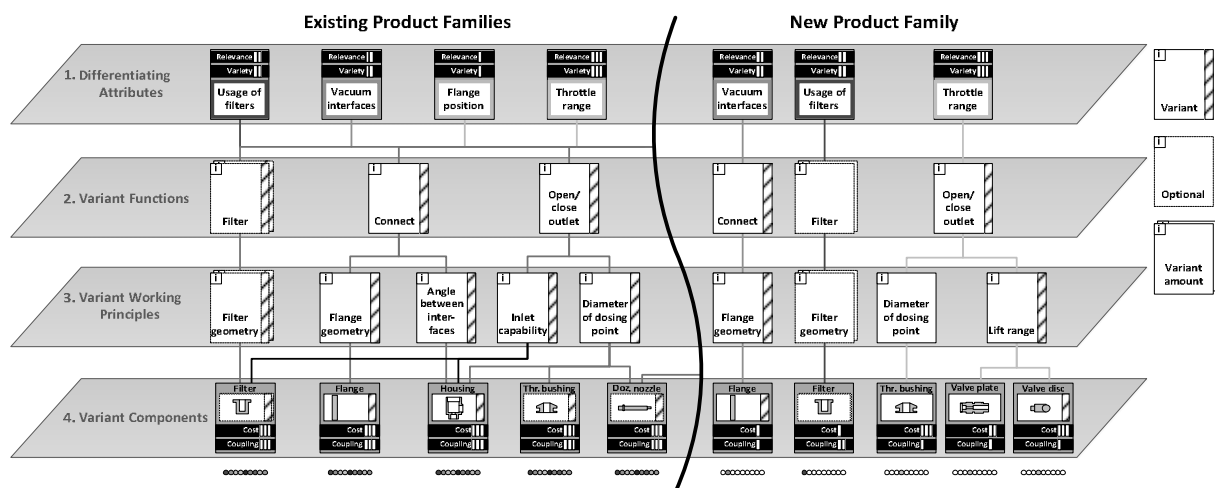 Existing Product Families
New Product Family
1. Differentiating
Attributes
Relevance
Variety
Usage of
filters
Relevance
Variety
Vacuum
interfaces
Relevance
Variety
Flange
position
Relevance
Variety
Throttle
range
Relevance
Variety
Vacuum
interfaces
Relevance
Variety
Usage of
filters
Relevance
Variety
Throttle
range
i
Variant
2. Variant Functions
i
Filter
i
Connect
i
Open/
close
outlet
i
Connect
i
Filter
i
Open/
close
outlet
i
Optional
3. Variant Working
Principles
i
Filter
geometry
i
Flange
geometry
i
Angle
between
inter-
faces
i
Inlet
capability
i
Diameter
of dosing
point
i
Flange
geometry
i
Filter
geometry
i
Diameter
of dosing
point
i
Lift range
i
Variant
amount
4. Variant Components
Filter
Cost
Coupling
Flange
Cost
Coupling
Housing
Cost
Coupling
Thr. bushing
Cost
Coupling
Doz. nozzle
Cost
Coupling
Flange
Cost
Coupling
Filter
Cost
Coupling
Thr. bushing
Cost
Coupling
Valve plate
Cost
Coupling
Valve disc
Cost
Coupling